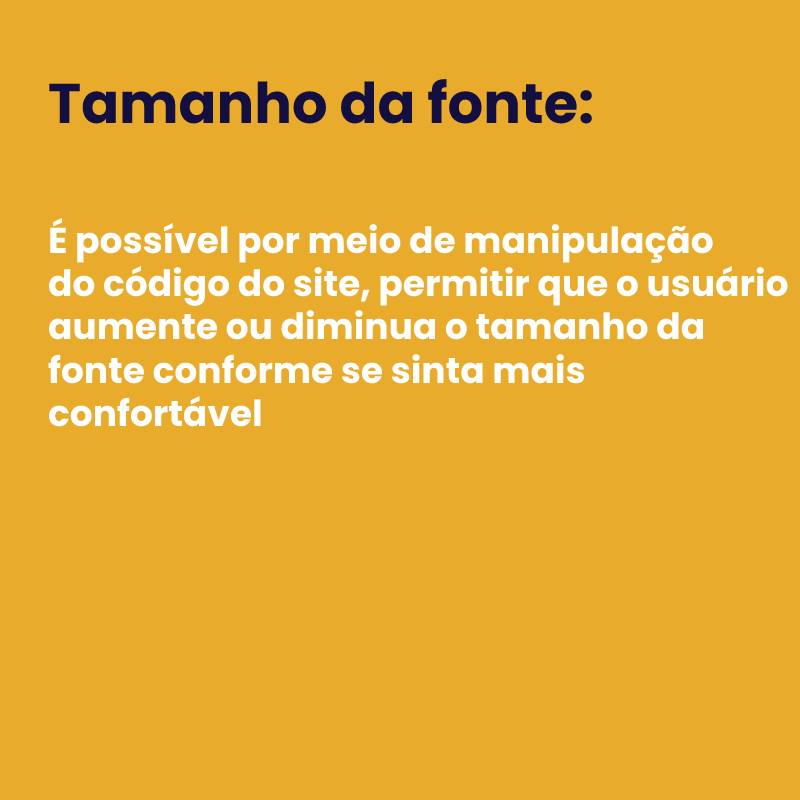 Tamanho da fonte:
É possível por meio de manipulação
do código do site, permitir que o usuário
aumente ou diminua o tamanho da
fonte conforme se sinta mais
confortável